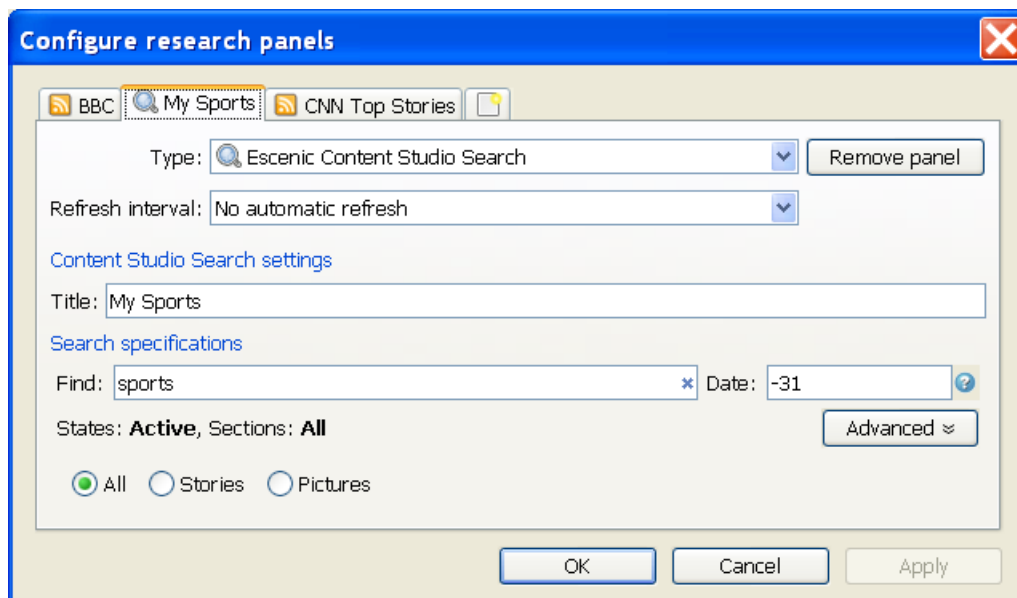 Configure research panels
BBC My Sports CNN Top Stories
Type: Escenic Content Studio Search Remove panel
Refresh interval: No automatic refresh
Content Studio Search settings
Title: My Sports
Search specifications
Find: sports Date: -31
States: Active, Sections: All Advanced
All Stories Pictures
OK Cancel Apply